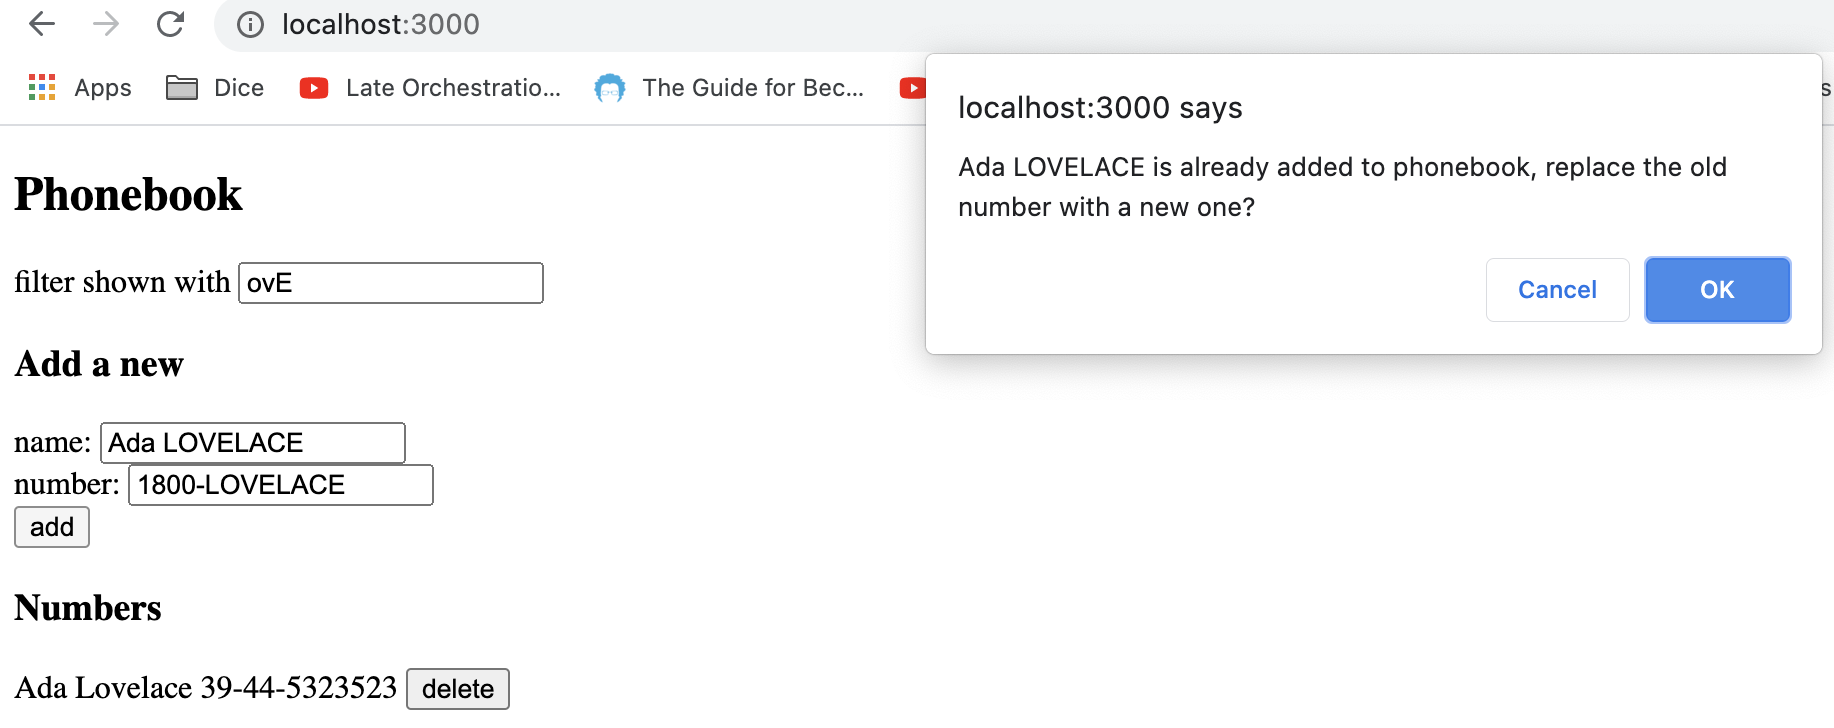 localhost:3000
Apps Dice Late Orchestratio... The Guide for Bec... s
localhost:3000 says
Ada LOVELACE is already added to phonebook, replace the old
number with a new one?
Cancel OK
Phonebook
filter shown with ovE
Add a new
name: Ada LOVELACE
number: 1800-LOVELACE
add
Numbers
Ada Lovelace 39-44-5323523 delete